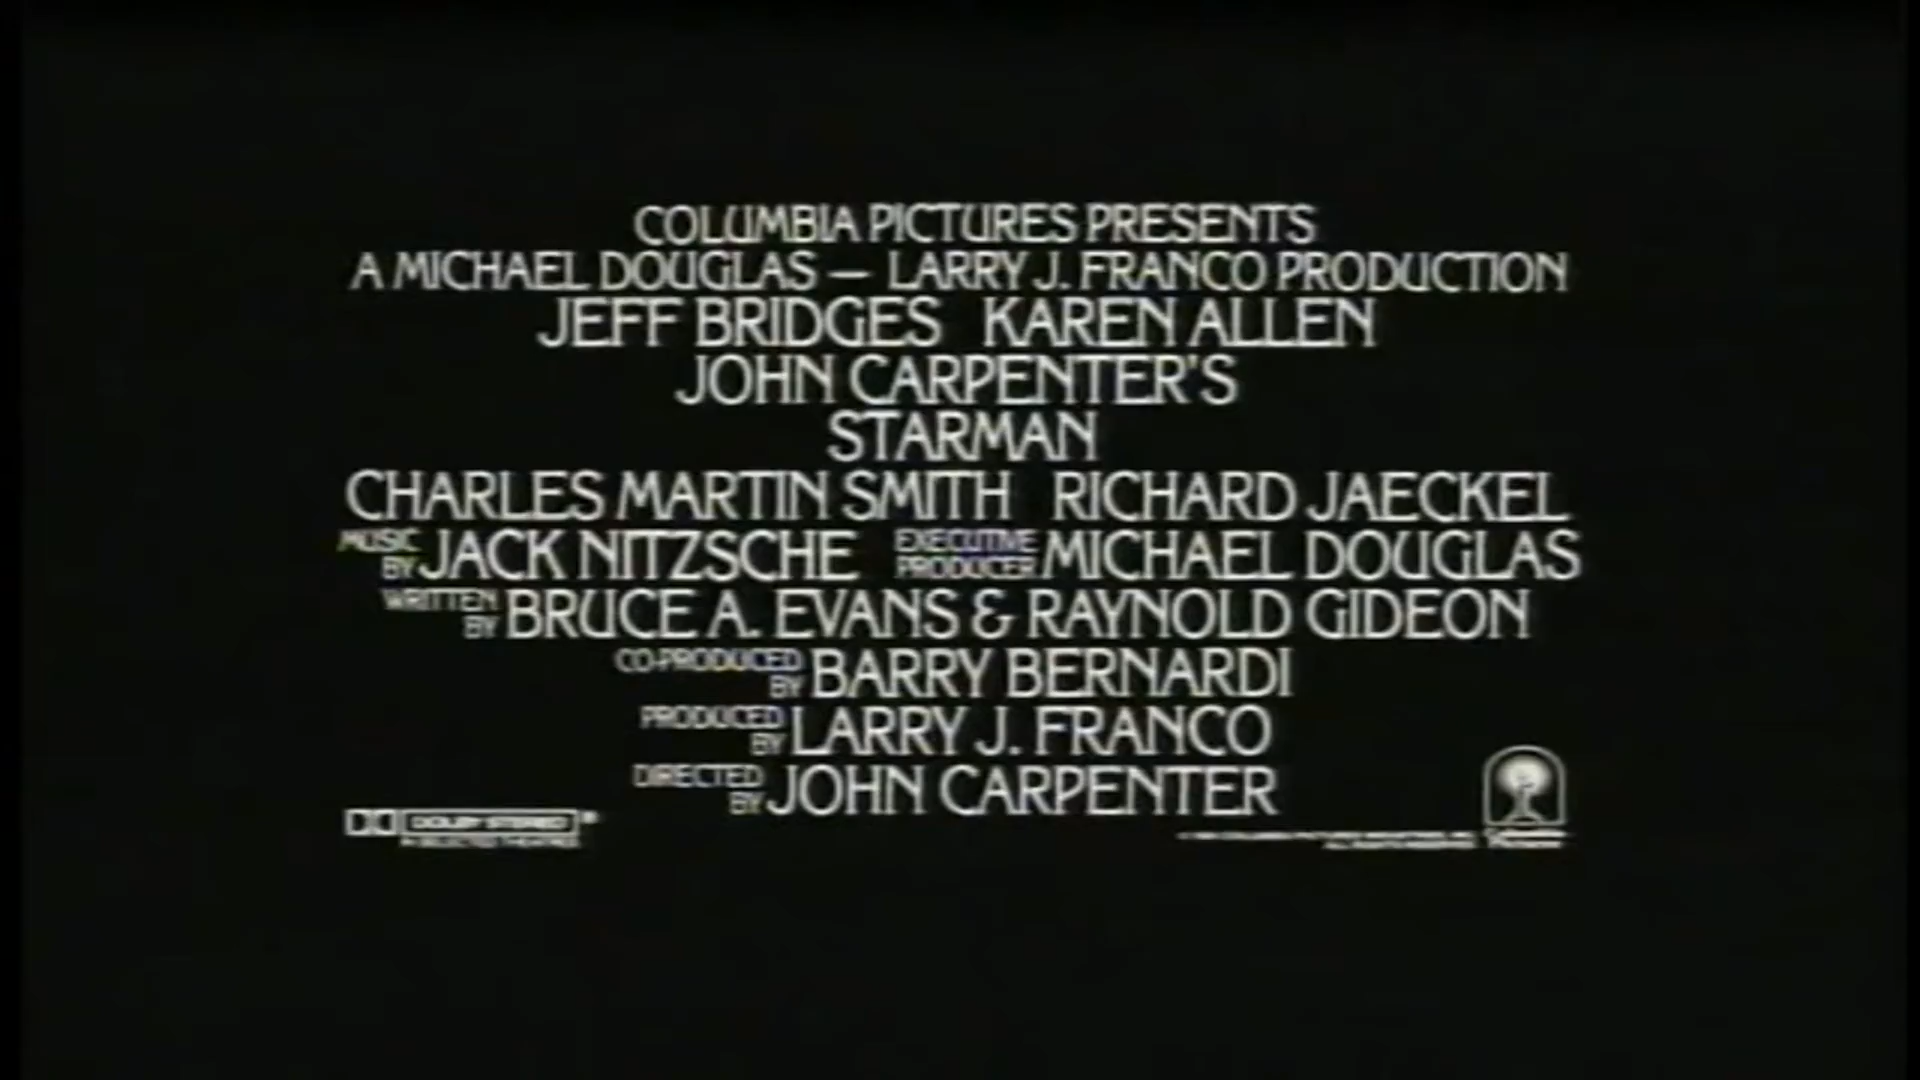 COLUMBIA PICTURES PRESENTS
A MICHAEL DOUGLAS — LARRY J. FRANCO PRODUCTION
JEFF BRIDGES KAREN ALLEN
JOHN CARPENTER'S
STARMAN
CHARLES MARTIN SMITH RICHARD JAECKEL
MUSIC BY JACK NITZSCHE EXECUTIVE PRODUCER MICHAEL DOUGLAS
WRITTEN BY BRUCE A. EVANS & RAYNOLD GIDEON
CO-PRODUCED BY BARRY BERNARDI
PRODUCED BY LARRY J. FRANCO
DIRECTED BY JOHN CARPENTER
DOLBY STEREO